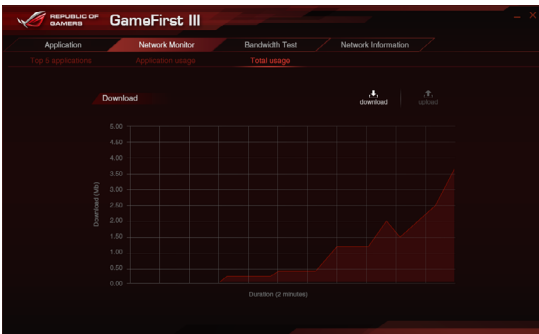 REPUBLIC OF
GAMERS
GameFirst III
Application Network Monitor Bandwidth Test Network Information
Top 5 applications Application usage Total usage
Download
download upload
5.00
4.50
4.00
3.50
3.00
2.50
2.00
1.50
1.00
0.50
0.00
Download (Mb)
Duration (2 minutes)